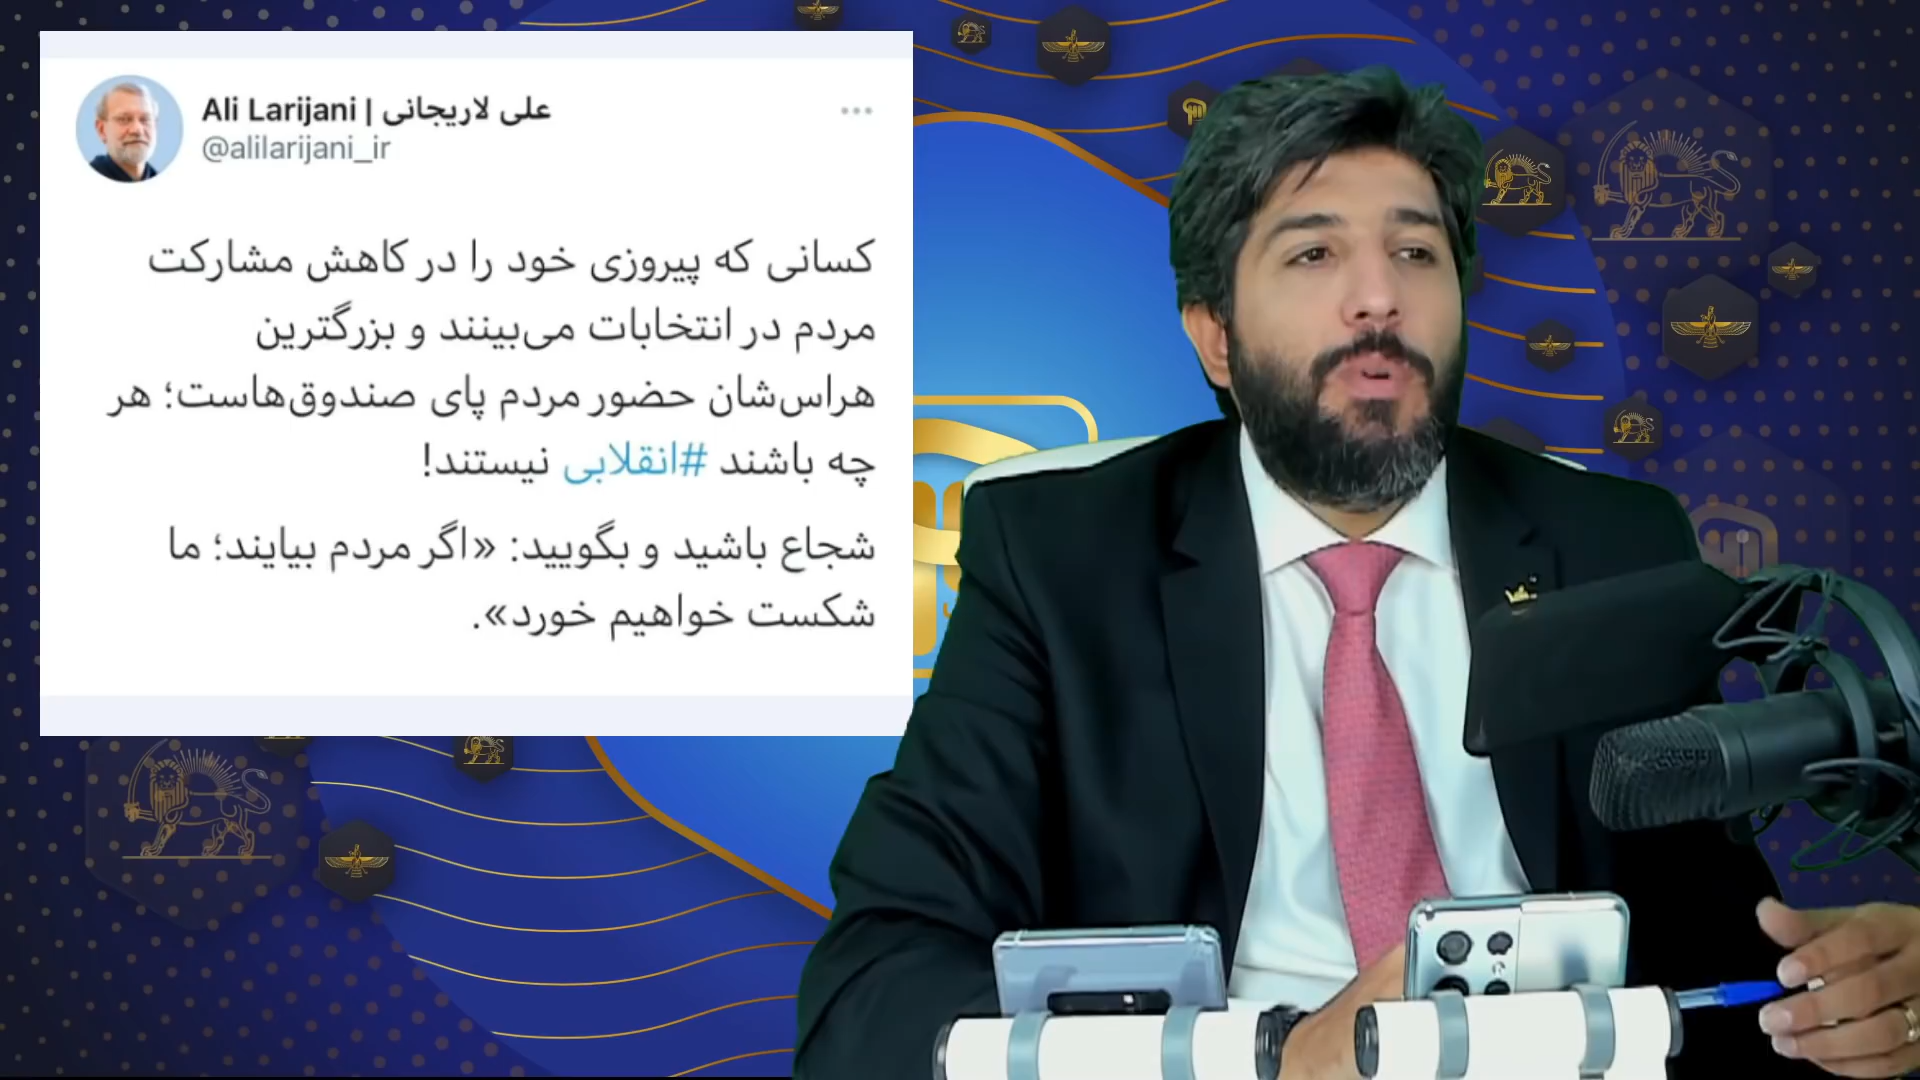 Ali Larijani | علی لاریجانی
@alilarijani_ir
کسانی که پیروزی خود را در کاهش مشارکت
مردم در انتخابات می‌بینند و بزرگترین
هراس‌شان حضور مردم پای صندوق‌هاست؛ هر
چه باشند #انقلابی نیستند!
شجاع باشید و بگویید: «اگر مردم بیایند؛ ما
شکست خواهیم خورد».